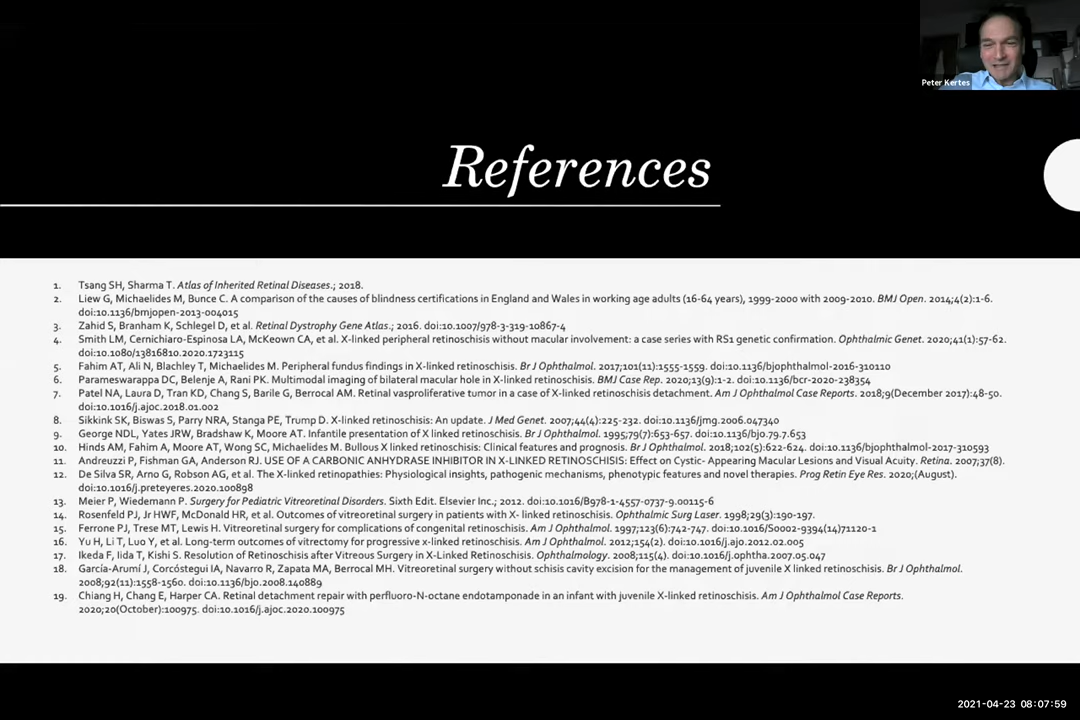 Peter Kertes
References
1. Tsang SH, Sharma T. Atlas of Inherited Retinal Diseases.; 2018.
2. Liew G, Michaelides M, Bunce C. A comparison of the causes of blindness certifications in England and Wales in working age adults (16-64 years), 1999-2000 with 2009-2010. BMJ Open. 2014;4(2):1-6.
doi:10.1136/bmjopen-2013-004015
3. Zahid S, Branham K, Schlegel D, et al. Retinal Dystrophy Gene Atlas.; 2016. doi:10.1007/978-3-319-10867-4
4. Smith LM, Cernichiaro-Espinosa LA, McKeown CA, et al. X-linked peripheral retinoschisis without macular involvement: a case series with RS1 genetic confirmation. Ophthalmic Genet. 2020;41(1):57-62.
doi:10.1080/13816810.2020.1723115
5. Fahim AT, Ali N, Blachley T, Michaelides M. Peripheral fundus findings in X-linked retinoschisis. Br J Ophthalmol. 2017;101(11):1555-1559. doi:10.1136/bjophthalmol-2016-310110
6. Parameswarappa DC, Belenje A, Rani PK. Multimodal imaging of bilateral macular hole in X-linked retinoschisis. BMJ Case Rep. 2020;13(9):1-2. doi:10.1136/bcr-2020-238354
7. Patel NA, Laura D, Tran KD, Chang S, Barile G, Berrocal AM. Retinal vasproliferative tumor in a case of X-linked retinoschisis detachment. Am J Ophthalmol Case Reports. 2018;9(December 2017):48-50.
doi:10.1016/j.ajoc.2018.01.002
8. Sikkink SK, Biswas S, Parry NRA, Stanga PE, Trump D. X-linked retinoschisis: An update. J Med Genet. 2007;44(4):225-232. doi:10.1136/jmg.2006.047340
9. George NDL, Yates JRW, Bradshaw K, Moore AT. Infantile presentation of X linked retinoschisis. Br J Ophthalmol. 1995;79(7):653-657. doi:10.1136/bjo.79.7.653
10. Hinds AM, Fahim A, Moore AT, Wong SC, Michaelides M. Bullous X linked retinoschisis: Clinical features and prognosis. Br J Ophthalmol. 2018;102(5):622-624. doi:10.1136/bjophthalmol-2017-310593
11. Andreuzzi P, Fishman GA, Anderson RJ. USE OF A CARBONIC ANHYDRASE INHIBITOR IN X-LINKED RETINOSCHISIS: Effect on Cystic- Appearing Macular Lesions and Visual Acuity. Retina. 2007;37(8).
12. De Silva SR, Arno G, Robson AG, et al. The X-linked retinopathies: Physiological insights, pathogenic mechanisms, phenotypic features and novel therapies. Prog Retin Eye Res. 2020;(August).
doi:10.1016/j.preteyeres.2020.100898
13. Meier P, Wiedemann P. Surgery for Pediatric Vitreoretinal Disorders. Sixth Edit. Elsevier Inc.; 2012. doi:10.1016/B978-1-4557-0737-9.00115-6
14. Rosenfeld PJ, Jr HWF, McDonald HR, et al. Outcomes of vitreoretinal surgery in patients with X- linked retinoschisis. Ophthalmic Surg Laser. 1998;29(3):190-197.
15. Ferrone PJ, Trese MT, Lewis H. Vitreoretinal surgery for complications of congenital retinoschisis. Am J Ophthalmol. 1997;123(6):742-747. doi:10.1016/S0002-9394(14)71120-1
16. Yu H, Li T, Luo Y, et al. Long-term outcomes of vitrectomy for progressive x-linked retinoschisis. Am J Ophthalmol. 2012;154(2). doi:10.1016/j.ajo.2012.02.005
17. Ikeda F, Iida T, Kishi S. Resolution of Retinoschisis after Vitreous Surgery in X-Linked Retinoschisis. Ophthalmology. 2008;115(4). doi:10.1016/j.ophtha.2007.05.047
18. García-Arumí J, Corcóstegui IA, Navarro R, Zapata MA, Berrocal MH. Vitreoretinal surgery without schisis cavity excision for the management of juvenile X linked retinoschisis. Br J Ophthalmol.
2008;92(11):1558-1560. doi:10.1136/bjo.2008.140889
19. Chiang H, Chang E, Harper CA. Retinal detachment repair with perfluoro-N-octane endotamponade in an infant with juvenile X-linked retinoschisis. Am J Ophthalmol Case Reports.
2020;20(October):100975. doi:10.1016/j.ajoc.2020.100975
2021-04-23 08:07:59